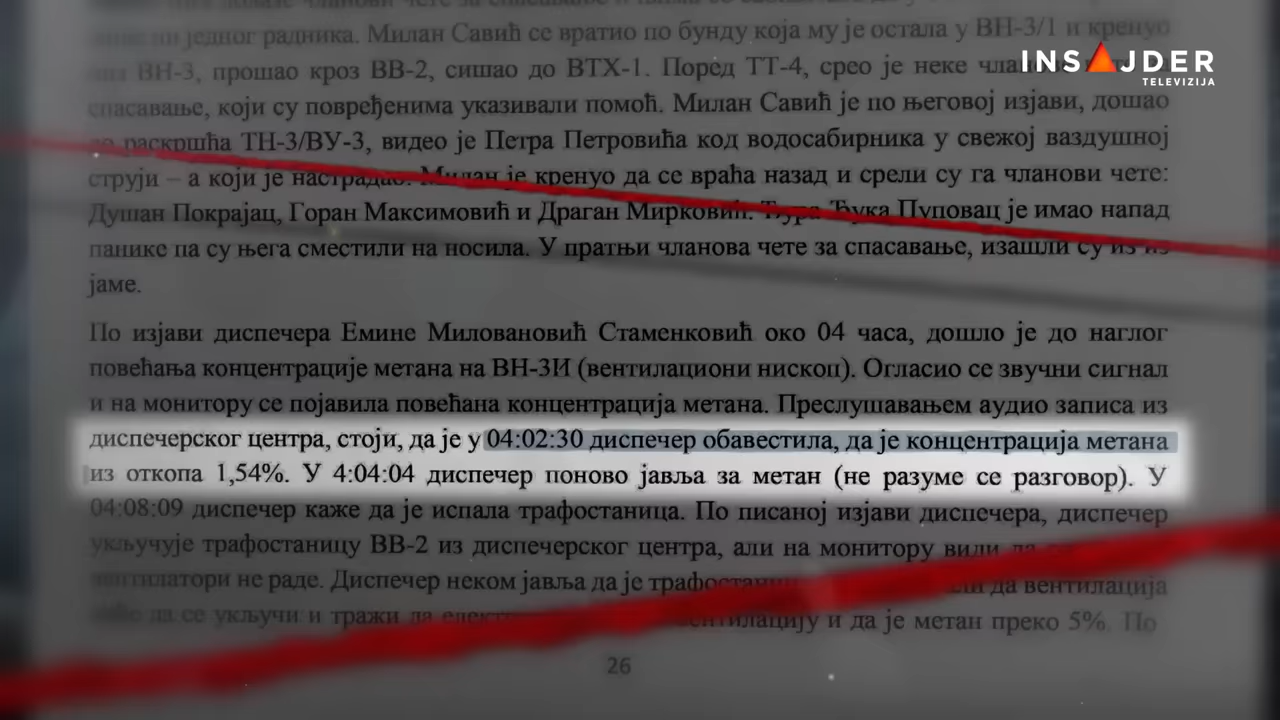 INSAJDER
TELEVIZIJA
ни једног радника. Милан Савић се вратио по бунду која му је остала у ВН-3/1 и кренуо
ВН-3, прошао кроз ВВ-2, сишао до ВТХ-1. Поред ТТ-4, срео је неке
спасавање, који су повређенима указивали помоћ. Милан Савић је по његовој изјави, дошао
раскршћа ТН-3/ВУ-3, видео је Петра Петровића код водосабирника у свежој ваздушној
струји – а који је настрадао. Милан је кренуо да се враћа назад и срели су га чланови чете:
Душан Покрајац, Горан Максимовић и Драган Мирковић. Ђура Ђука Пуповац је имао напад
панике па су њега сместили на носила. У пратњи чланова чете за спасавање, изашли су из из
јаме.
По изјави диспечера Емине Миловановић Стаменковић око 04 часа, дошло је до наглог
повећања концентрације метана на ВН-3И (вентилациони нископ). Огласио се звучни сигнал
и на монитору се појавила повећана концентрација метана. Преслушавањем аудио записа из
диспечерског центра, стоји, да је у 04:02:30 диспечер обавестила, да је концентрација метана
из откопа 1,54%. У 4:04:04 диспечер поново јавља за метан (не разуме се разговор). У
04:08:09 диспечер каже да је испала трафостаница. По писаној изјави диспечера, диспечер
укључује трафостаницу ВВ-2 из диспечерског центра, али на монитору види
вентилатори не раде. Диспечер неком јавља да је да вентилација
да се укључи и тражи да вентилацију и да је метан преко 5%. По
26